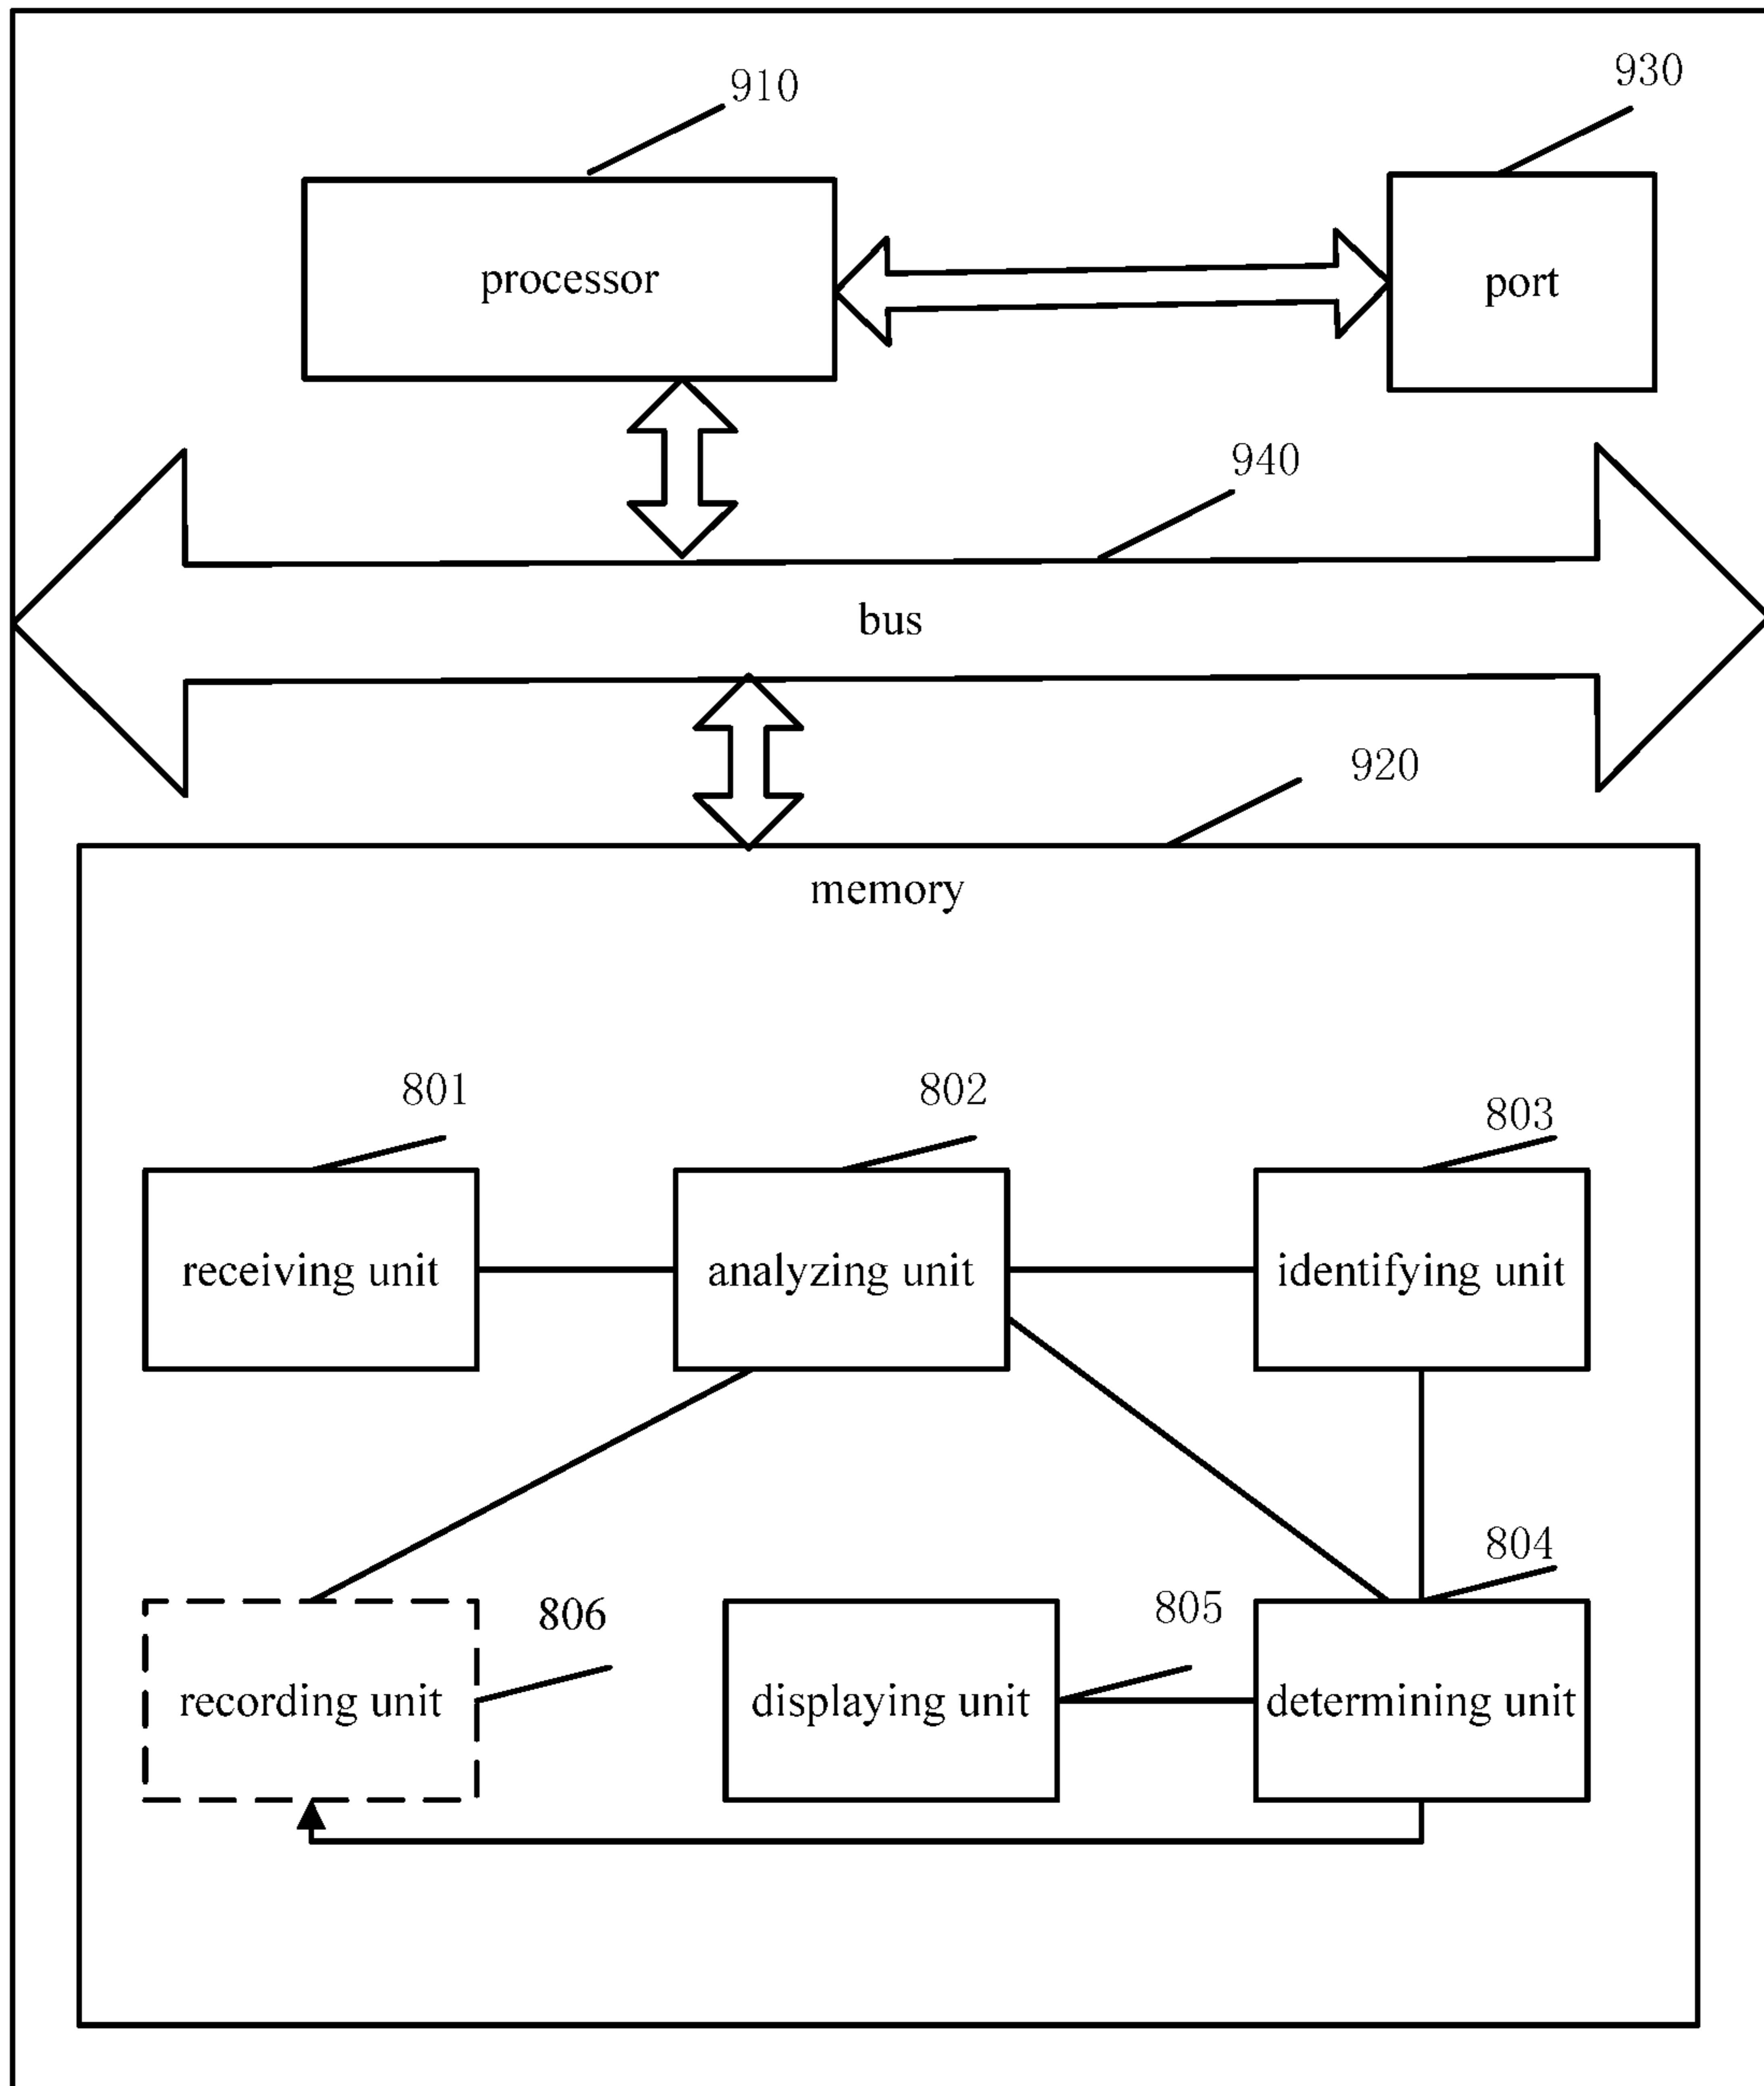 910
930
processor
port
940
bus
920
memory
801
802
803
receiving unit
analyzing unit
identifying unit
804
806
805
recording unit
displaying unit
determining unit